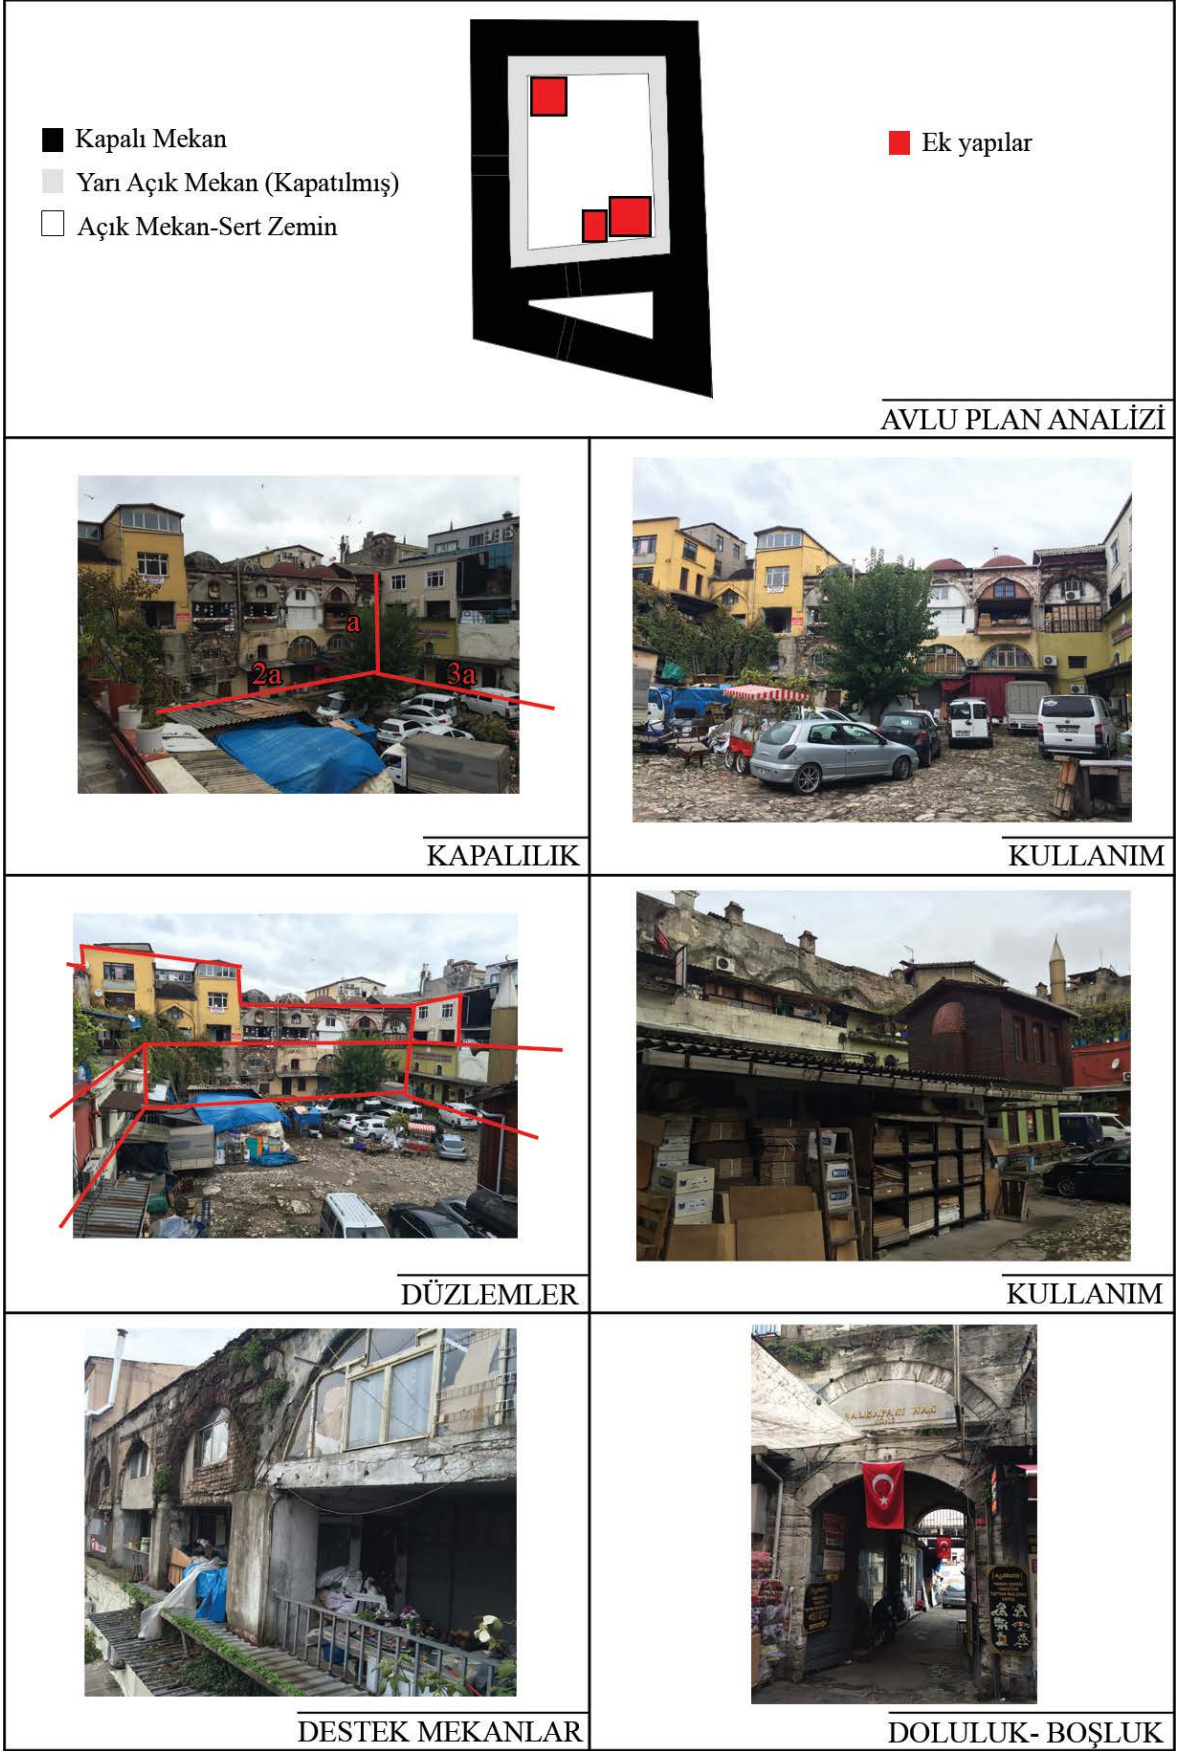 Kapalı Mekan
Yarı Açık Mekan (Kapatılmış)
Açık Mekan-Sert Zemin
Ek yapılar
AVLU PLAN ANALİZİ
a
2a
3a
KAPALILIK
KULLANIM
DÜZLEMLER
KULLANIM
DESTEK MEKANLAR
BALKAPANI HAN
DOLULUK- BOŞLUK